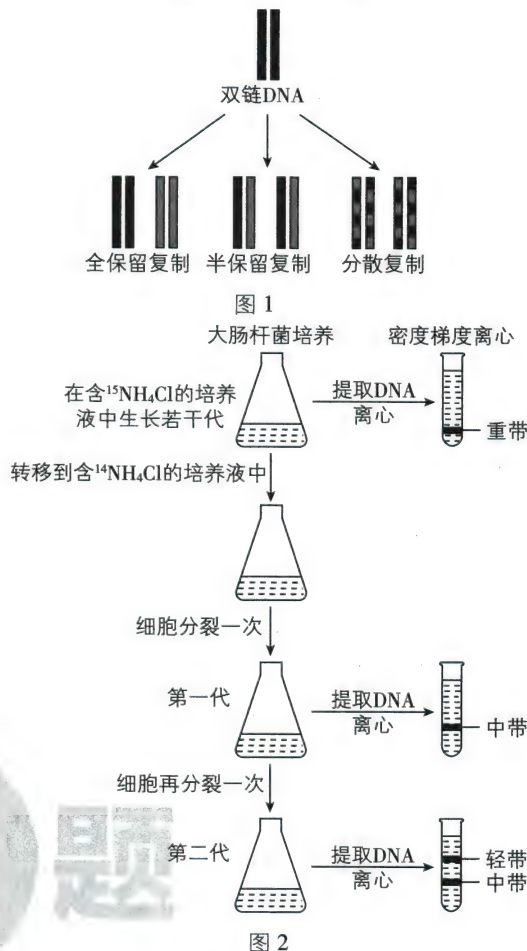 双链DNA
全保留复制 半保留复制 分散复制
图 1
大肠杆菌培养 密度梯度离心
在含¹⁵NH₄Cl的培养
液中生长若干代
提取DNA
离心
重带
转移到含¹⁴NH₄Cl的培养液中
细胞分裂一次
第一代
提取DNA
离心
中带
细胞再分裂一次
第二代
提取DNA
离心
轻带
中带
图 2